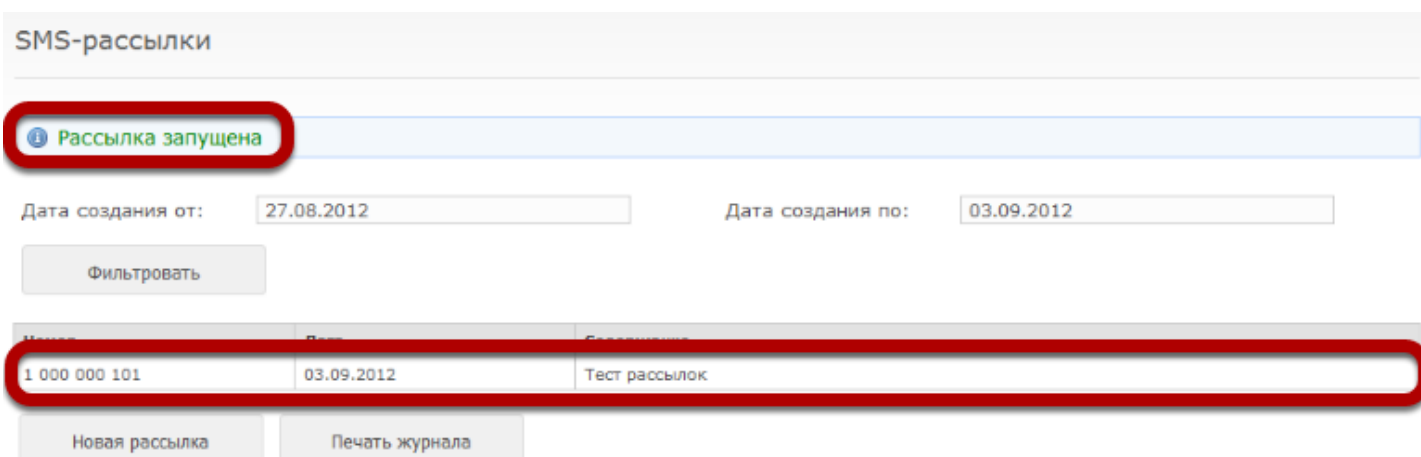 SMS-рассылки
Рассылка запущена
Дата создания от: 27.08.2012 Дата создания по: 03.09.2012
Фильтровать
1 000 000 101 03.09.2012 Тест рассылок
Новая рассылка Печать журнала